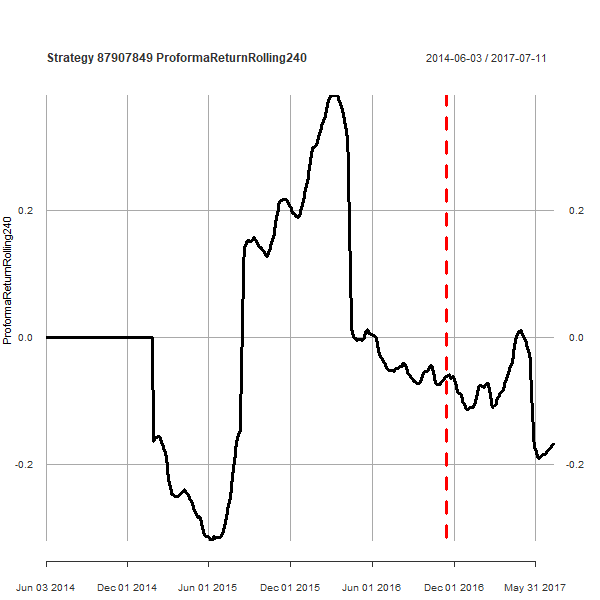 Strategy 87907849 ProformaReturnRolling240
2014-06-03 / 2017-07-11
ProformaReturnRolling240
0.2
0.0
-0.2
0.2
0.0
-0.2
Jun 03 2014
Dec 01 2014
Jun 01 2015
Dec 01 2015
Jun 01 2016
Dec 01 2016
May 31 2017